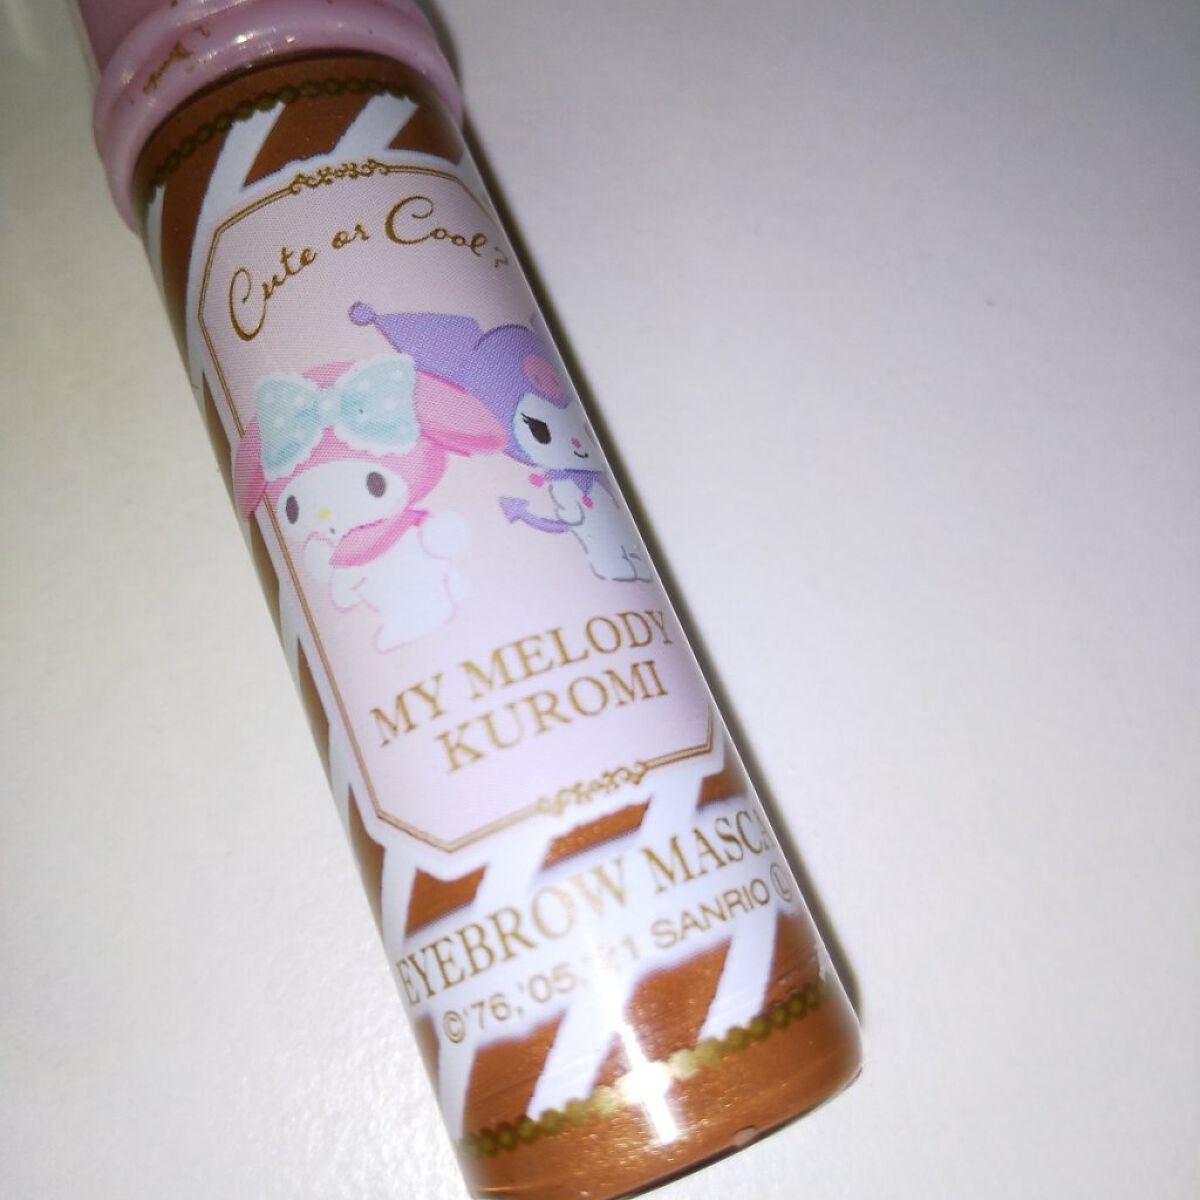 Cute or Cool?
MY MELODY
KUROMI
EYEBROW MASCA
©'76,'05,'21 SANRIO Ⓛ